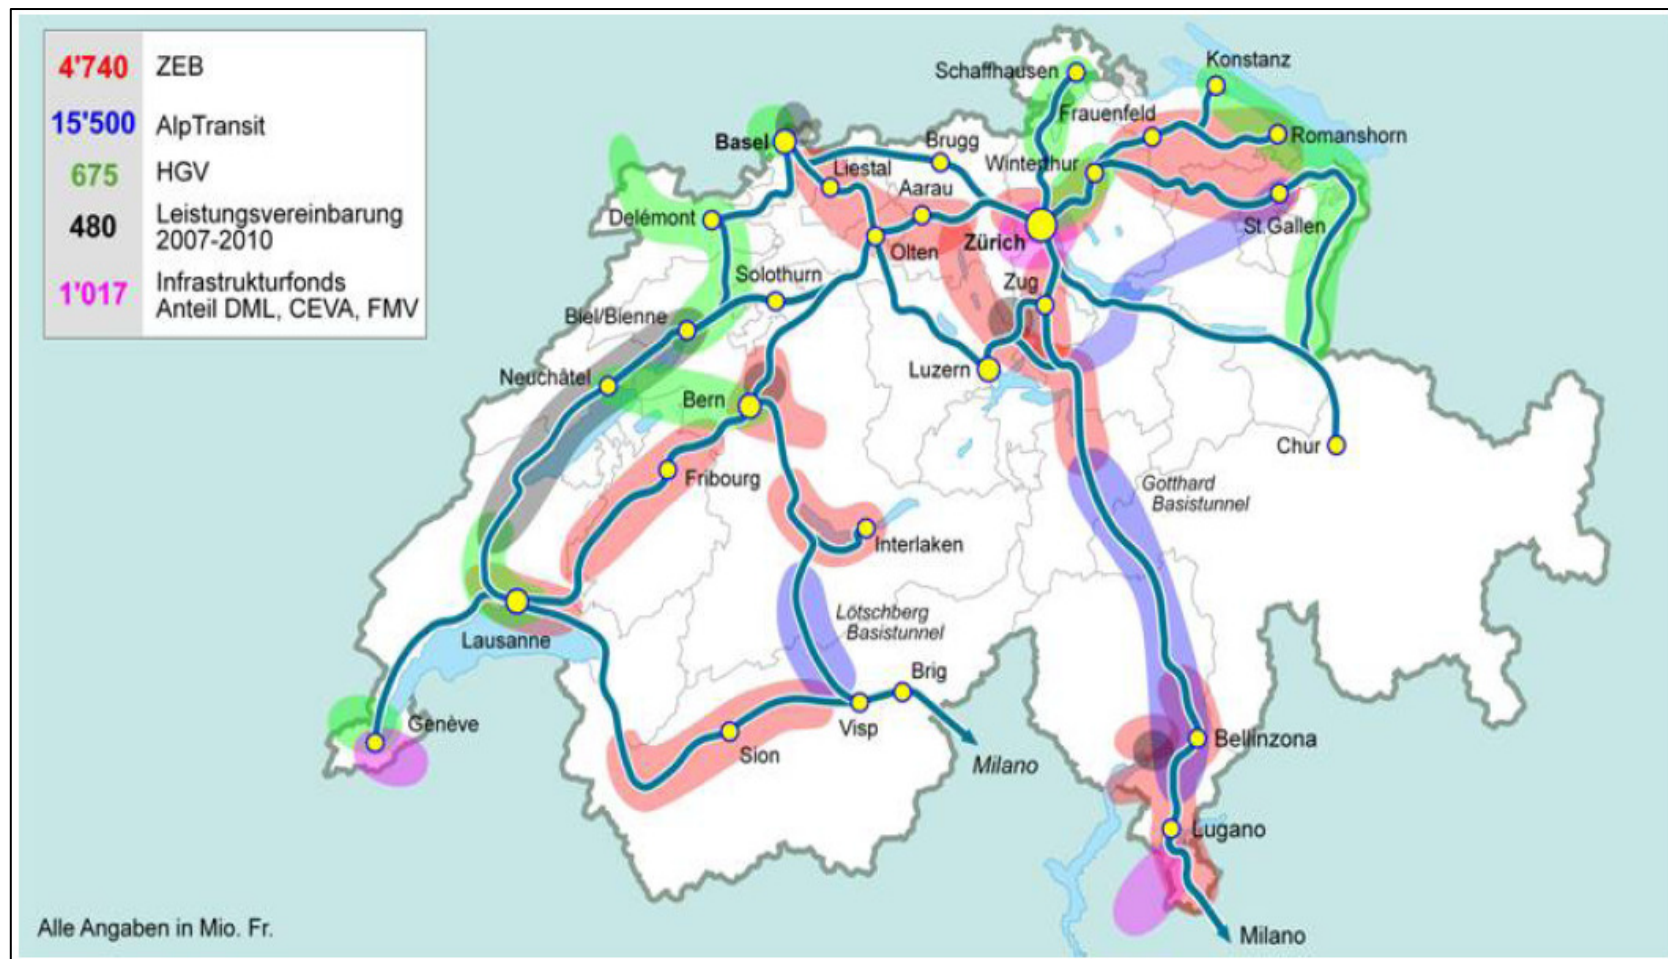 4'740 ZEB
15'500 AlpTransit
675 HGV
480 Leistungsvereinbarung
2007-2010
1'017 Infrastrukturfonds
Anteil DML, CEVA, FMV
Schaffhausen
Konstanz
Frauenfeld
Romanshorn
Basel
Brugg
Winterthur
Liestal
Aarau
Delémont
St.Gallen
Zürich
Olten
Solothurn
Zug
Biel/Bienne
Neuchâtel
Luzern
Bern
Chur
Fribourg
Gotthard
Basistunnel
Interlaken
Lötschberg
Basistunnel
Lausanne
Brig
Genève
Visp
Bellinzona
Sion
Milano
Lugano
Alle Angaben in Mio. Fr.
Milano